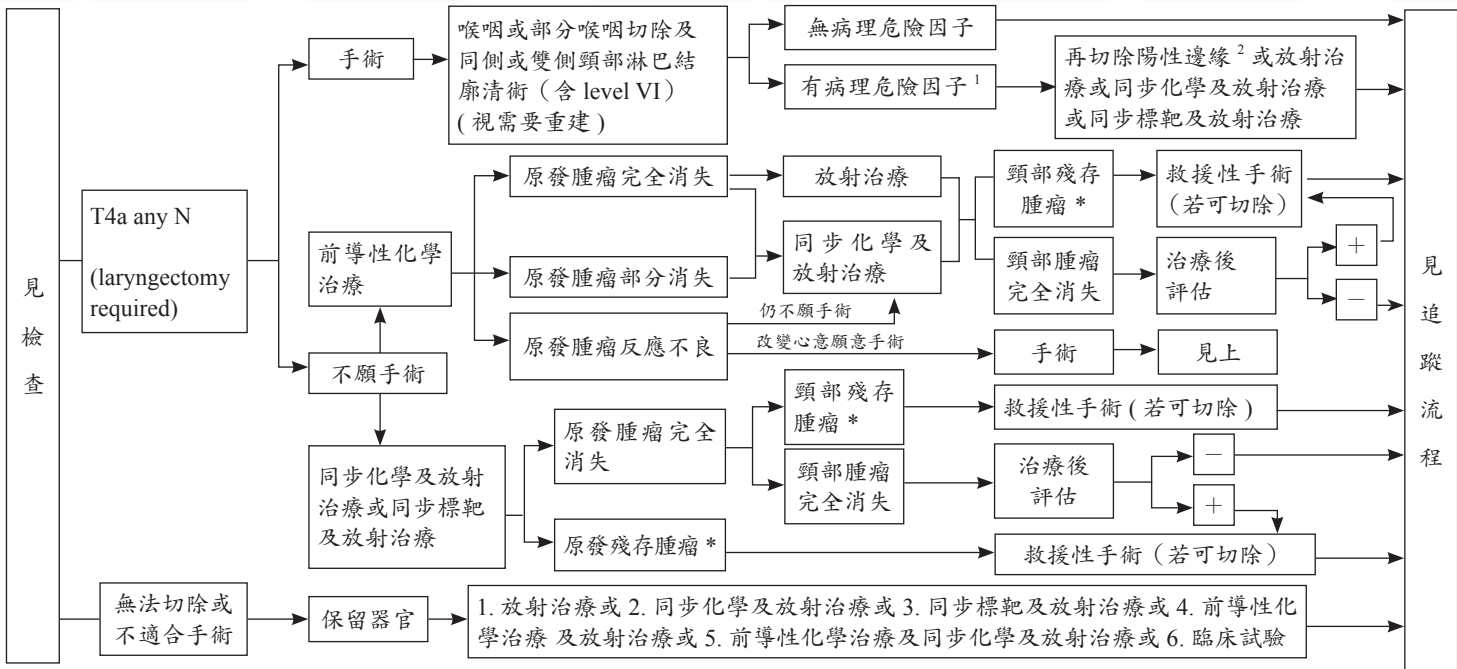 見檢查
T4a any N
(laryngectomy
required)
手術
喉咽或部分喉咽切除及
同側或雙側頸部淋巴結
廓清術（含 level VI）
( 視需要重建 )
無病理危險因子
有病理危險因子 1
再切除陽性邊緣 2 或放射治
療或同步化學及放射治療
或同步標靶及放射治療
不願手術
前導性化學
治療
原發腫瘤完全消失
原發腫瘤部分消失
原發腫瘤反應不良
放射治療
同步化學及
放射治療
仍不願手術
改變心意願意手術
頸部殘存
腫瘤 *
救援性手術
（若可切除）
頸部腫瘤
完全消失
治療後
評估
＋
－
手術
見上
同步化學及放射
治療或同步標靶
及放射治療
原發腫瘤完全
消失
原發殘存腫瘤 *
頸部殘存
腫瘤 *
救援性手術 ( 若可切除 )
頸部腫瘤
完全消失
治療後
評估
－
＋
救援性手術（若可切除）
無法切除或
不適合手術
保留器官
1. 放射治療或 2. 同步化學及放射治療或 3. 同步標靶及放射治療或 4. 前導性化
學治療 及放射治療或 5. 前導性化學治療及同步化學及放射治療或 6. 臨床試驗
見追蹤流程